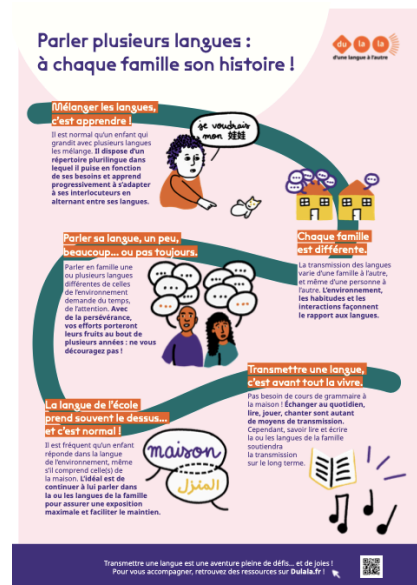 Parler plusieurs langues :
à chaque famille son histoire !
du la la
d'une langue à l'autre
Mélanger les langues,
c'est apprendre !
Il est normal qu'un enfant qui
grandit avec plusieurs langues
les mélange. Il dispose d'un
répertoire plurilingue dans
lequel il puise en fonction
de ses besoins et apprend
progressivement à s'adapter
à ses interlocuteurs en
alternant entre ses langues.
je voudrais
mon 娃娃
Chaque famille
est différente.
La transmission des langues
varie d'une famille à l'autre,
et même d'une personne à
l'autre. L'environnement,
les habitudes et les
interactions façonnent
le rapport aux langues.
Parler sa langue, un peu,
beaucoup... ou pas toujours.
Parler en famille une
ou plusieurs langues
différentes de celles
de l'environnement
demande du temps,
de l'attention. Avec
de la persévérance,
vos efforts porteront
leurs fruits au bout de
plusieurs années : ne vous
découragez pas !
Transmettre une langue,
c'est avant tout la vivre.
Pas besoin de cours de grammaire à
la maison ! Échanger au quotidien,
lire, jouer, chanter sont autant
de moyens de transmission.
Cependant, savoir lire et écrire
la ou les langues de la famille
soutiendra
la transmission
sur le long terme.
La langue de l'école
prend souvent le dessus...
et c'est normal !
Il est fréquent qu'un enfant
réponde dans la langue
de l'environnement, même
s'il comprend celle(s) de
la maison. L'idéal est de
continuer à lui parler dans
la ou les langues de la famille
pour assurer une exposition
maximale et faciliter le maintien.
maison
المنزل
Transmettre une langue est une aventure pleine de défis... et de joies !
Pour vous accompagner, retrouvez des ressources sur Dulala.fr !